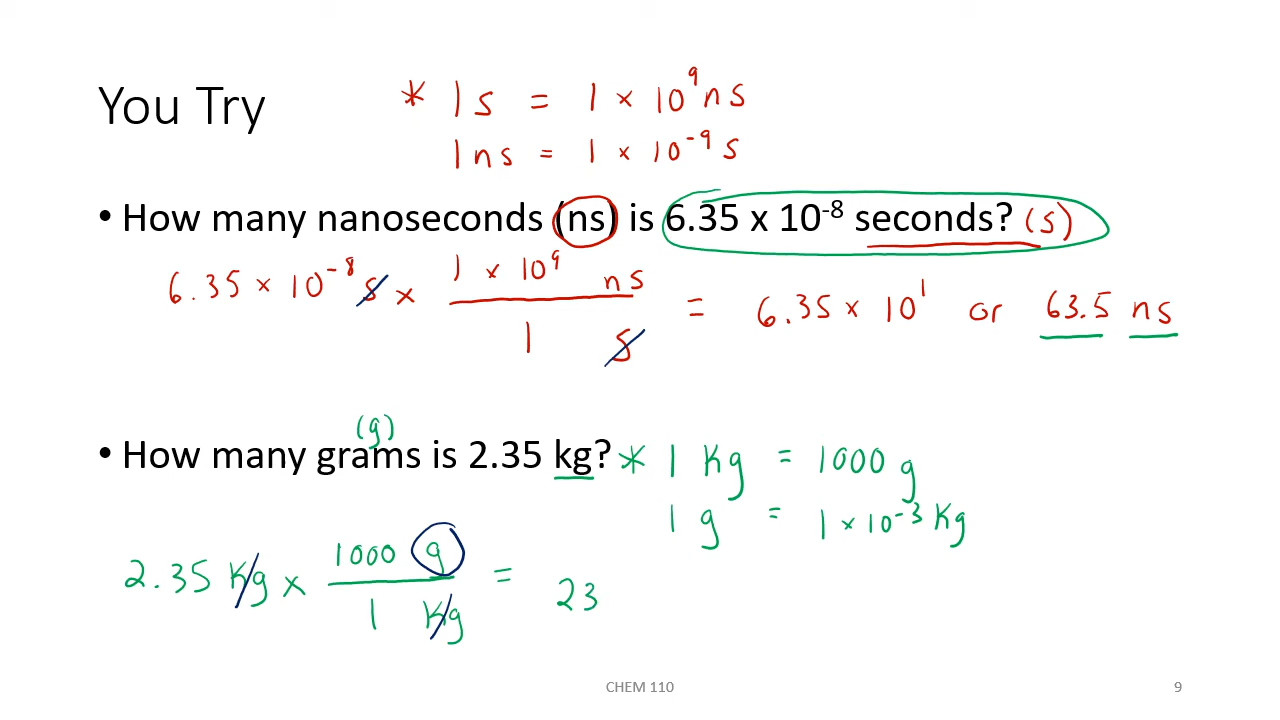 You Try
* 1 s = 1 × 10⁹ ns
1 ns = 1 × 10⁻⁹ s
• How many nanoseconds (ns) is 6.35 x 10⁻⁸ seconds? (s)
6.35 × 10⁻⁸ s × 1 × 10⁹ ns / 1 s = 6.35 × 10¹ or 63.5 ns
(g)
• How many grams is 2.35 kg? * 1 Kg = 1000 g
1 g = 1 × 10⁻³ Kg
2.35 Kg × 1000 g / 1 Kg = 23
CHEM 110
9